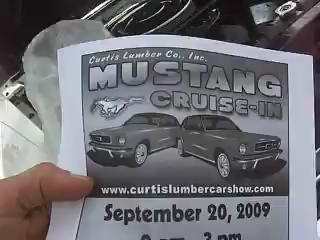 Curtis Lumber Co., Inc.
MUSTANG
CRUISE-IN
www.curtislumbercarshow.com
September 20, 2009